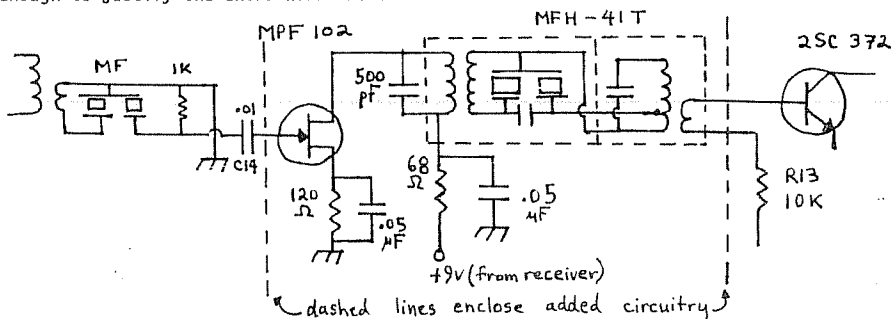 MPF 102
MFH-41T
2SC 372
MF
1K
500
pF
.01
C14
120
Ω
.05
µF
68
Ω
.05
µF
R13
10K
+9v (from receiver)
dashed lines enclose added circuitry